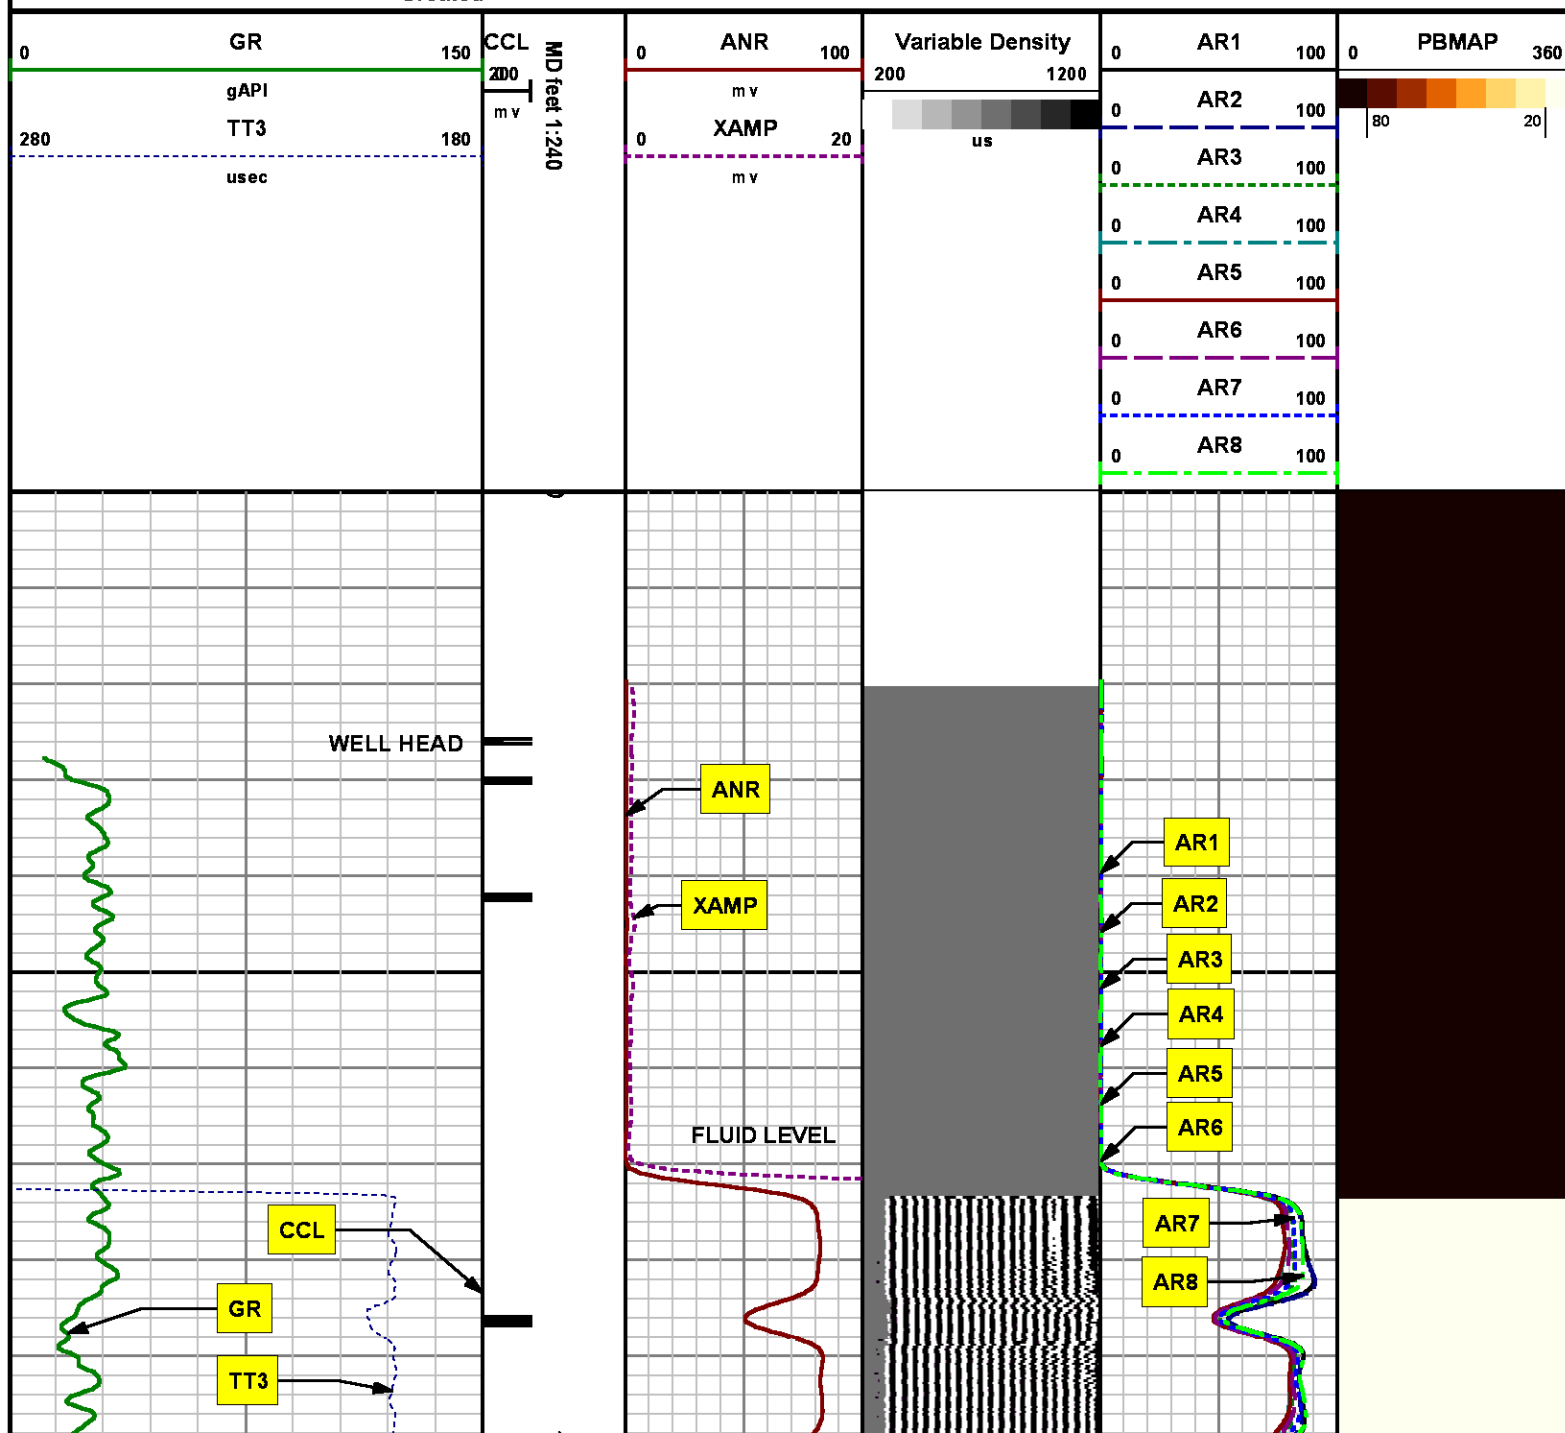 0 GR 150
gAPI
280 TT3 180
usec
CCL
200
mv
MD feet 1:240
0 ANR 100
mv
0 XAMP 20
mv
Variable Density
200 1200
us
0 AR1 100
0 AR2 100
0 AR3 100
0 AR4 100
0 AR5 100
0 AR6 100
0 AR7 100
0 AR8 100
0 PBMAP 360
80 20
WELL HEAD
ANR
XAMP
AR1
AR2
AR3
AR4
AR5
AR6
FLUID LEVEL
AR7
AR8
CCL
GR
TT3